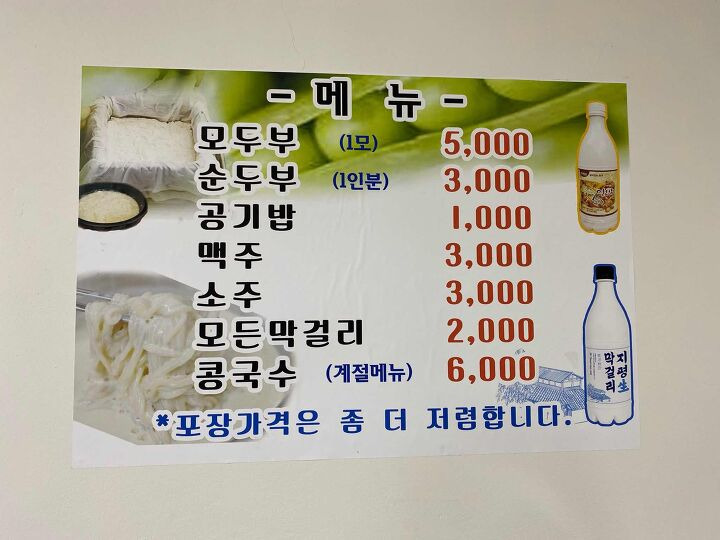 - 메 뉴 -
모두부 (1모) 5,000
순두부 (1인분) 3,000
공기밥 1,000
맥주 3,000
소주 3,000
모든막걸리 2,000
콩국수 (계절메뉴) 6,000
*포장가격은 좀 더 저렴합니다.
지평生
막걸리